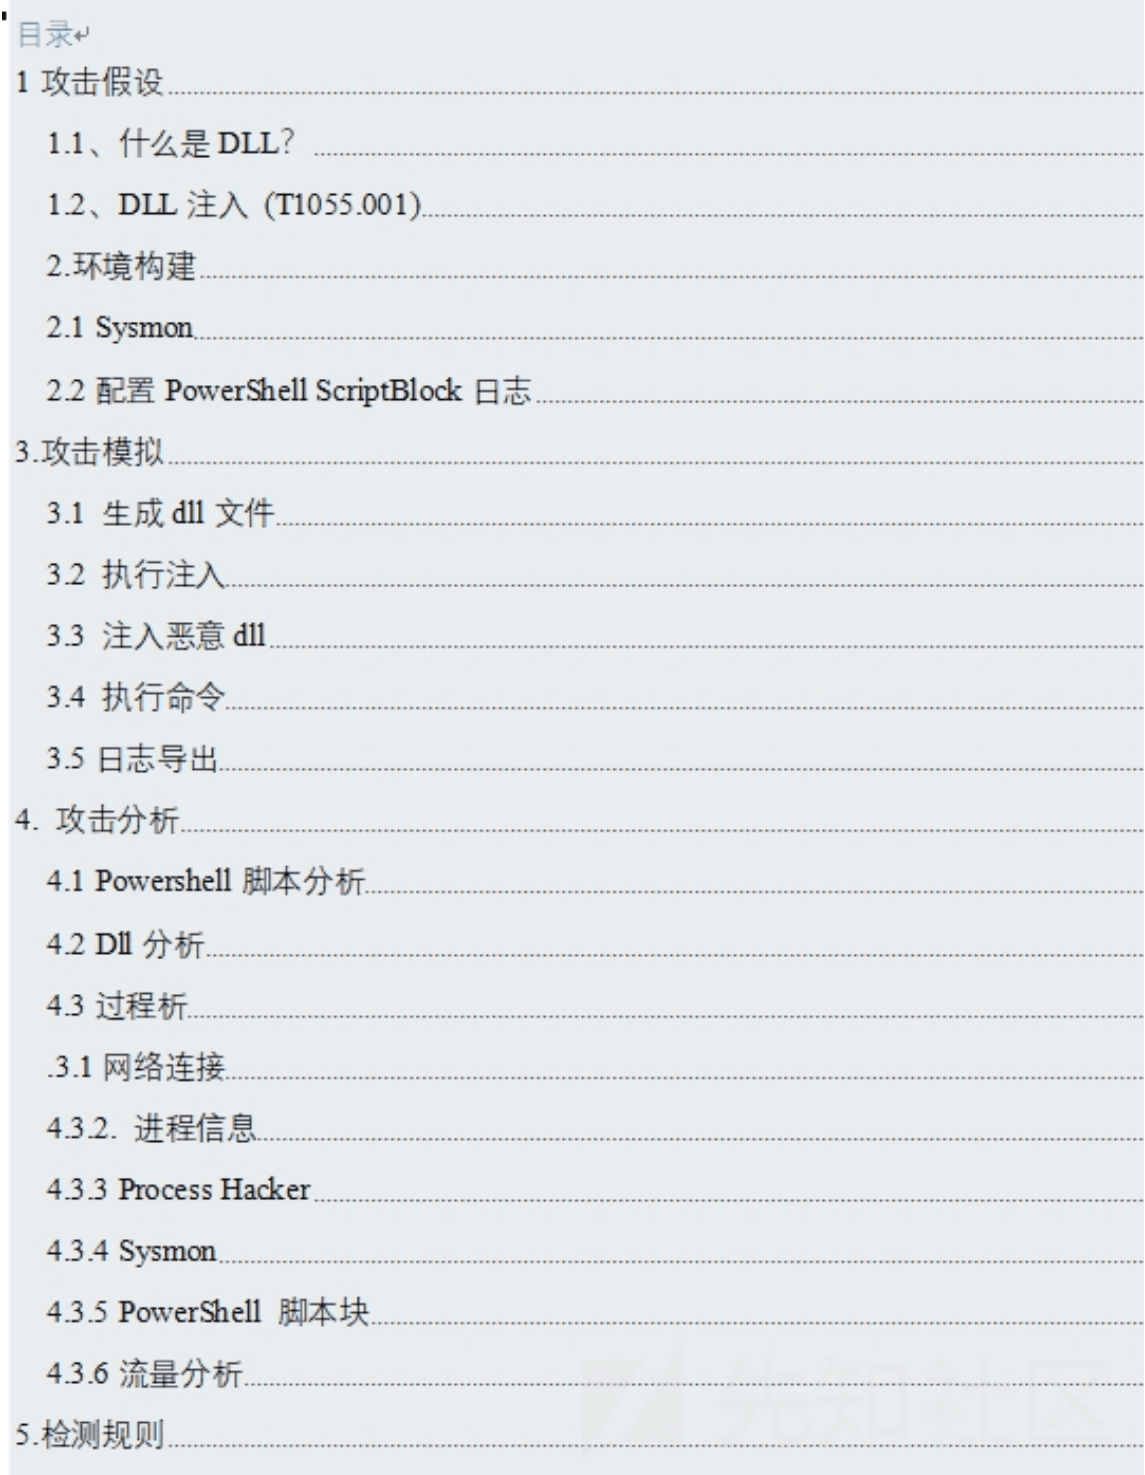 目录
1 攻击假设
1.1、什么是 DLL？
1.2、DLL 注入 (T1055.001)
2.环境构建
2.1 Sysmon
2.2 配置 PowerShell ScriptBlock 日志
3.攻击模拟
3.1 生成 dll 文件
3.2 执行注入
3.3 注入恶意 dll
3.4 执行命令
3.5 日志导出
4. 攻击分析
4.1 Powershell 脚本分析
4.2 Dll 分析
4.3 过程析
.3.1 网络连接
4.3.2. 进程信息
4.3.3 Process Hacker
4.3.4 Sysmon
4.3.5 PowerShell 脚本块
4.3.6 流量分析
先知社区
5.检测规则